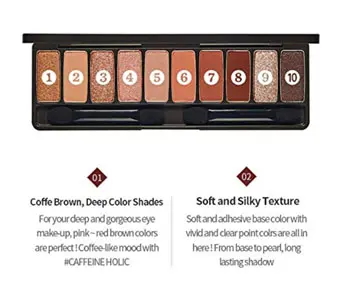 1 2 3 4 5 6 7 8 9 10
01
Coffe Brown, Deep Color Shades
For your deep and gorgeous eye
make-up, pink ~ red brown colors
are perfect ! Coffee-like mood with
#CAFFEINE HOLIC
02
Soft and Silky Texture
Soft and adhesive base color with
vivid and clear point colrs are all in
here ! From base to pearl, long
lasting shadow